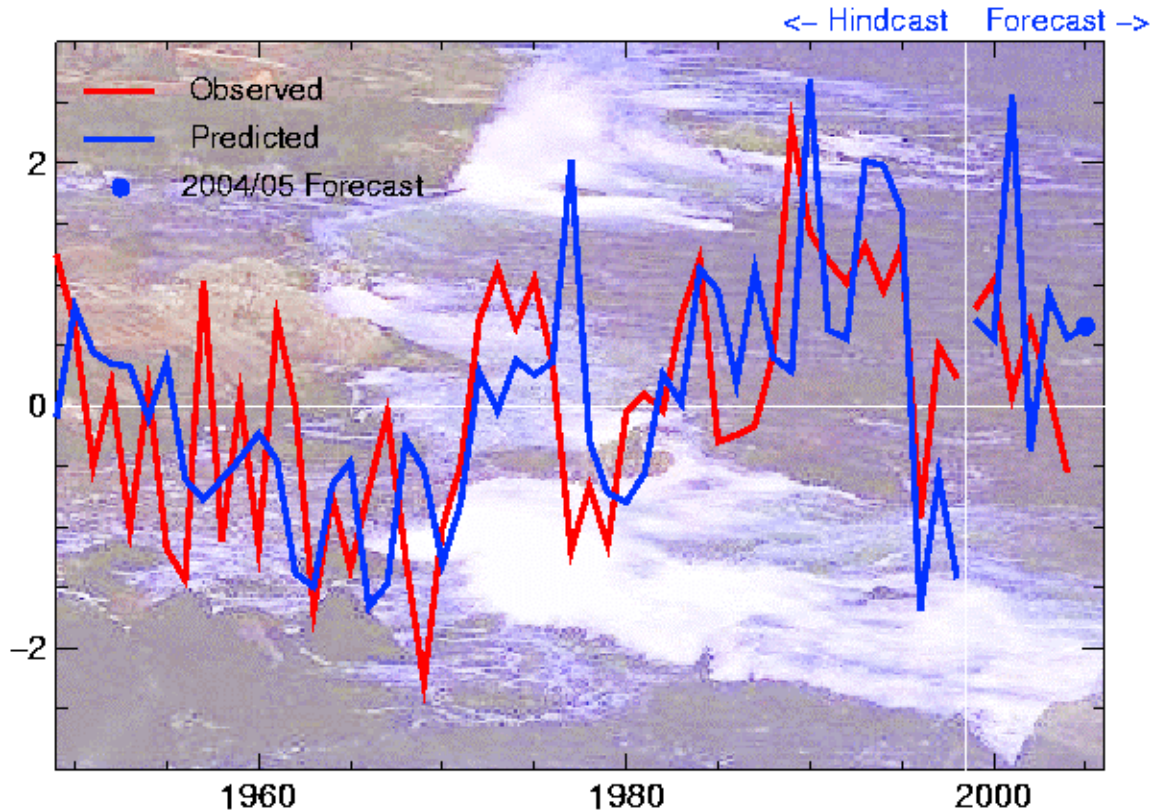 <– Hindcast Forecast –>
Observed
Predicted
2004/05 Forecast
2
0
−2
1960 1980 2000